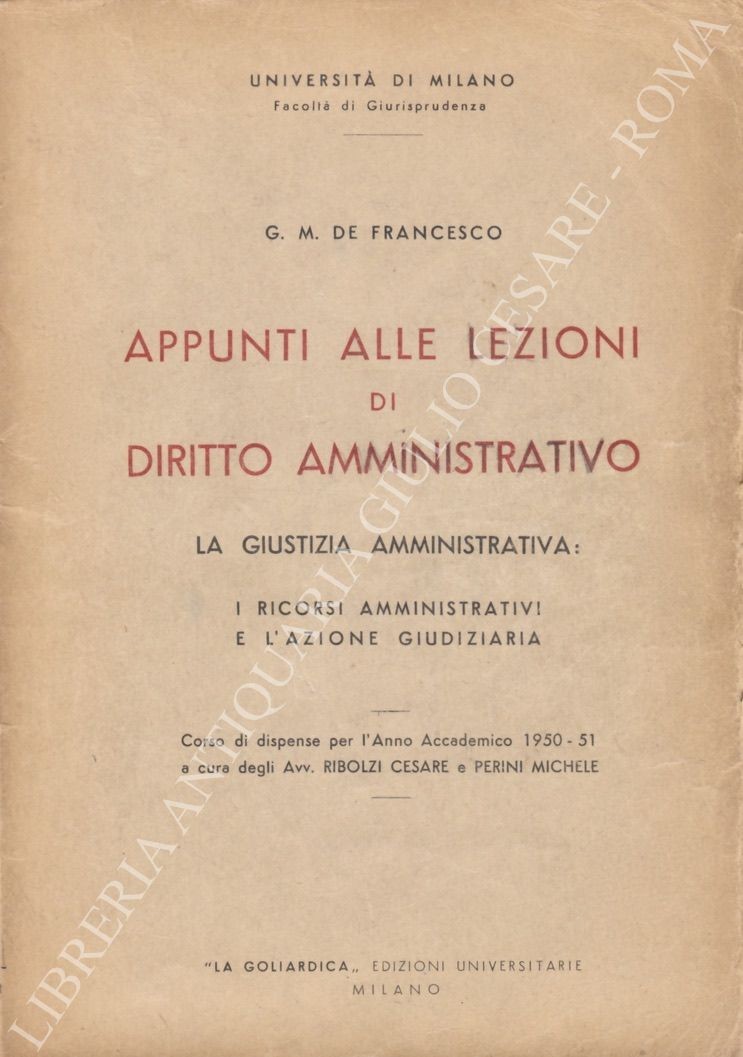 UNIVERSITÀ DI MILANO
Facoltà di Giurisprudenza
G. M. DE FRANCESCO
APPUNTI ALLE LEZIONI
DI
DIRITTO AMMINISTRATIVO
LA GIUSTIZIA AMMINISTRATIVA:
I RICORSI AMMINISTRATIVI
E L'AZIONE GIUDIZIARIA
Corso di dispense per l'Anno Accademico 1950 - 51
a cura degli Avv. RIBOLZI CESARE e PERINI MICHELE
"LA GOLIARDICA„ EDIZIONI UNIVERSITARIE
MILANO
LIBRERIA ANTIQUARIA GIULIO CESARE - ROMA